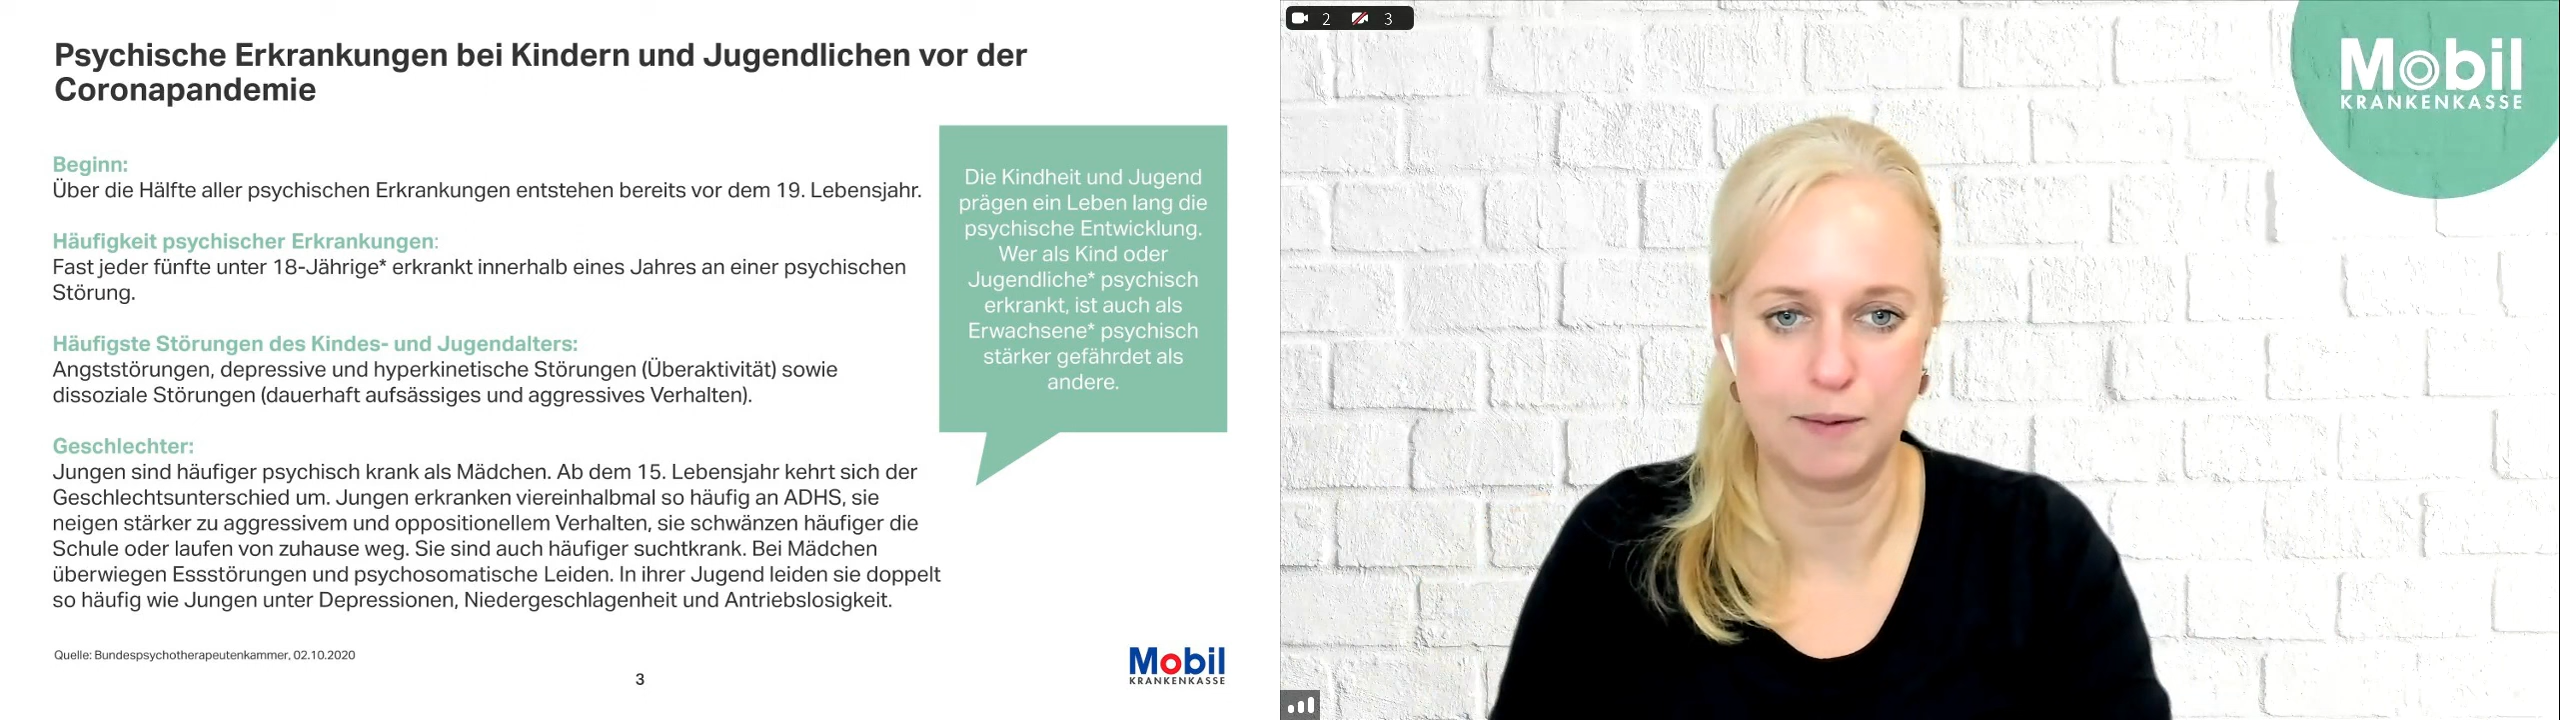 Psychische Erkrankungen bei Kindern und Jugendlichen vor der
Coronapandemie
Beginn:
Über die Hälfte aller psychischen Erkrankungen entstehen bereits vor dem 19. Lebensjahr.
Häufigkeit psychischer Erkrankungen:
Fast jeder fünfte unter 18-Jährige* erkrankt innerhalb eines Jahres an einer psychischen
Störung.
Häufigste Störungen des Kindes- und Jugendalters:
Angststörungen, depressive und hyperkinetische Störungen (Überaktivität) sowie
dissoziale Störungen (dauerhaft aufsässiges und aggressives Verhalten).
Geschlechter:
Jungen sind häufiger psychisch krank als Mädchen. Ab dem 15. Lebensjahr kehrt sich der
Geschlechtsunterschied um. Jungen erkranken viereinhalbmal so häufig an ADHS, sie
neigen stärker zu aggressivem und oppositionellem Verhalten, sie schwänzen häufiger die
Schule oder laufen von zuhause weg. Sie sind auch häufiger suchtkrank. Bei Mädchen
überwiegen Essstörungen und psychosomatische Leiden. In ihrer Jugend leiden sie doppelt
so häufig wie Jungen unter Depressionen, Niedergeschlagenheit und Antriebslosigkeit.
Die Kindheit und Jugend
prägen ein Leben lang die
psychische Entwicklung.
Wer als Kind oder
Jugendliche* psychisch
erkrankt, ist auch als
Erwachsene* psychisch
stärker gefährdet als
andere.
Quelle: Bundespsychotherapeutenkammer, 02.10.2020
3
Mobil
KRANKENKASSE
2 3
Mobil
KRANKENKASSE